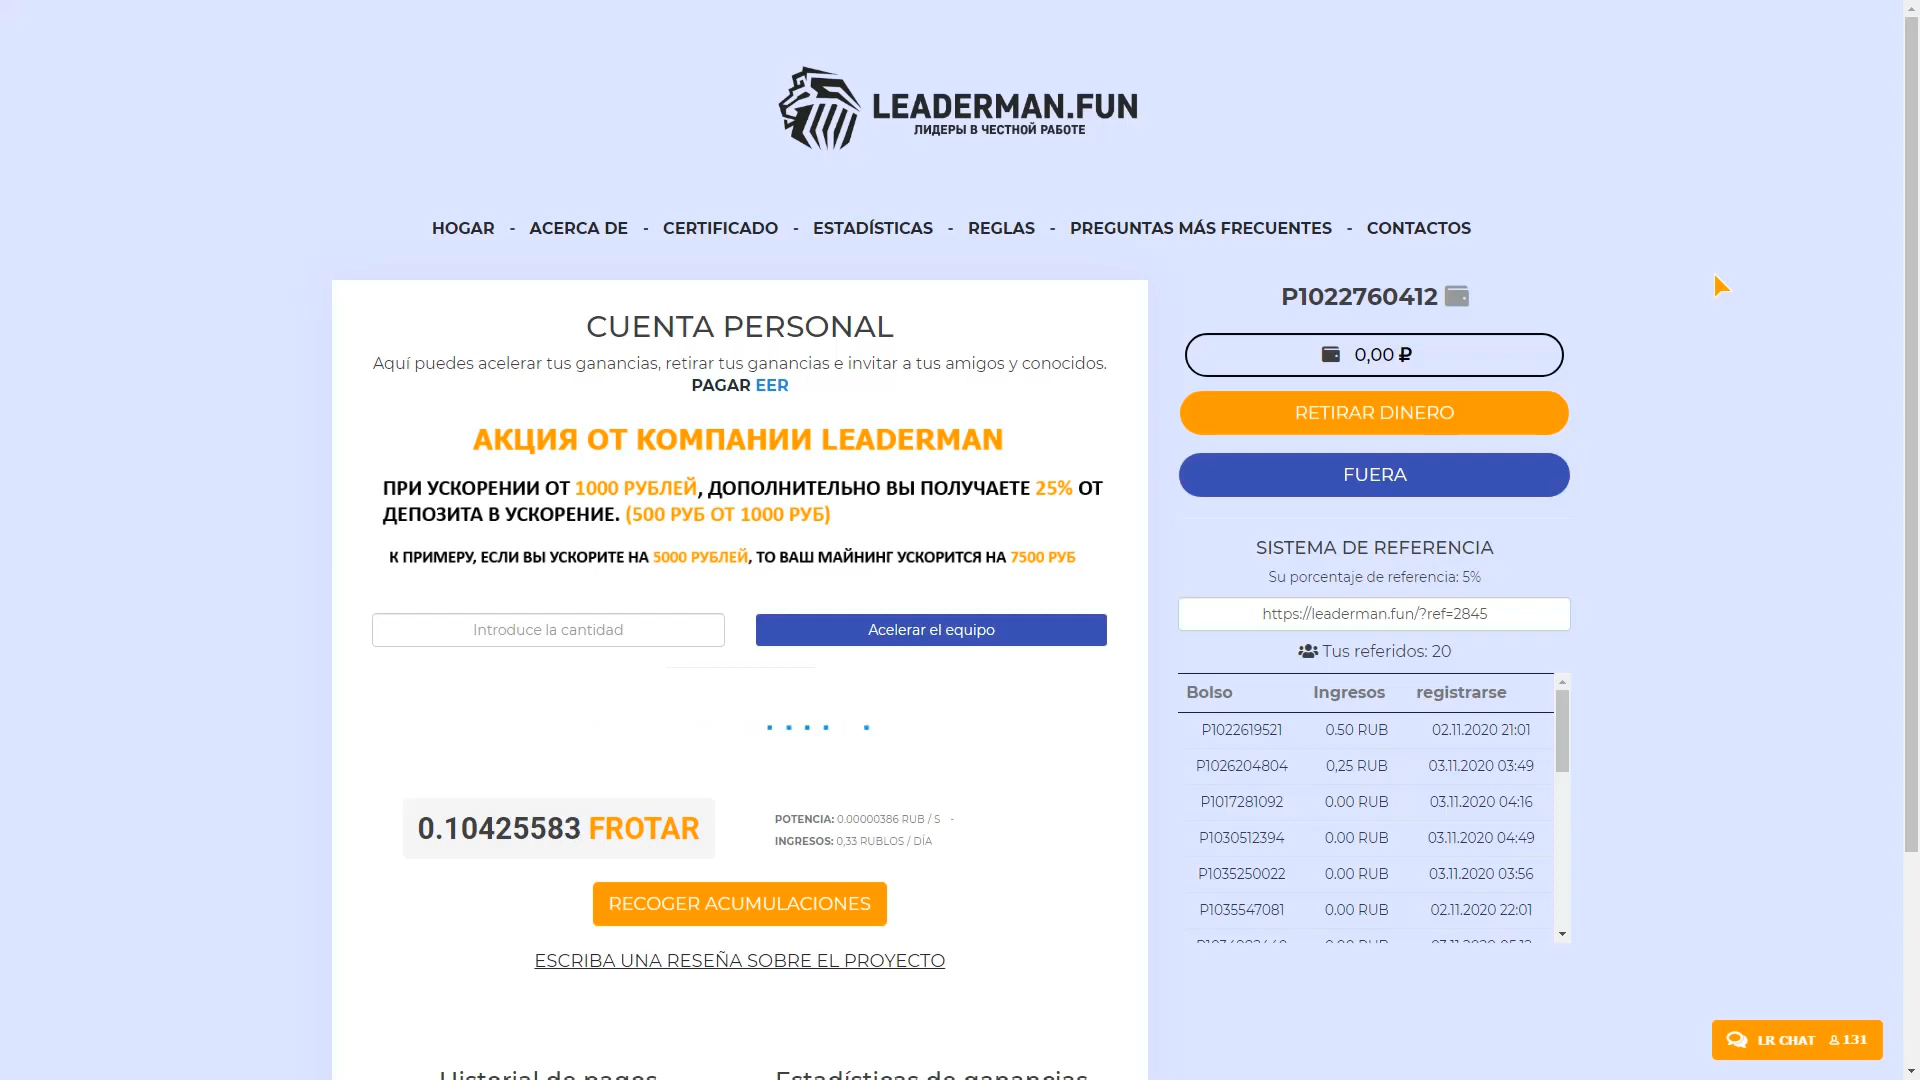 LEADERMAN.FUN
ЛИДЕРЫ В ЧЕСТНОЙ РАБОТЕ
HOGAR - ACERCA DE - CERTIFICADO - ESTADÍSTICAS - REGLAS - PREGUNTAS MÁS FRECUENTES - CONTACTOS
CUENTA PERSONAL
Aquí puedes acelerar tus ganancias, retirar tus ganancias e invitar a tus amigos y conocidos.
PAGAR EER
АКЦИЯ ОТ КОМПАНИИ LEADERMAN
ПРИ УСКОРЕНИИ ОТ 1000 РУБЛЕЙ, ДОПОЛНИТЕЛЬНО ВЫ ПОЛУЧАЕТЕ 25% ОТ
ДЕПОЗИТА В УСКОРЕНИЕ. (500 РУБ ОТ 1000 РУБ)
К ПРИМЕРУ, ЕСЛИ ВЫ УСКОРИТЕ НА 5000 РУБЛЕЙ, ТО ВАШ МАЙНИНГ УСКОРИТСЯ НА 7500 РУБ
Introduce la cantidad
Acelerar el equipo
0.10425583 FROTAR
POTENCIA: 0.00000386 RUB / S -
INGRESOS: 0,33 RUBLOS / DÍA
RECOGER ACUMULACIONES
ESCRIBA UNA RESEÑA SOBRE EL PROYECTO
Historial de pagos
Estadísticas de ganancias
P1022760412
0,00 ₽
RETIRAR DINERO
FUERA
SISTEMA DE REFERENCIA
Su porcentaje de referencia: 5%
https://leaderman.fun/?ref=2845
Tus referidos: 20
Bolso Ingresos registrarse
P1022619521 0.50 RUB 02.11.2020 21:01
P1026204804 0,25 RUB 03.11.2020 03:49
P1017281092 0.00 RUB 03.11.2020 04:16
P1030512394 0.00 RUB 03.11.2020 04:49
P1035250022 0.00 RUB 03.11.2020 03:56
P1035547081 0.00 RUB 02.11.2020 22:01
LR CHAT 131